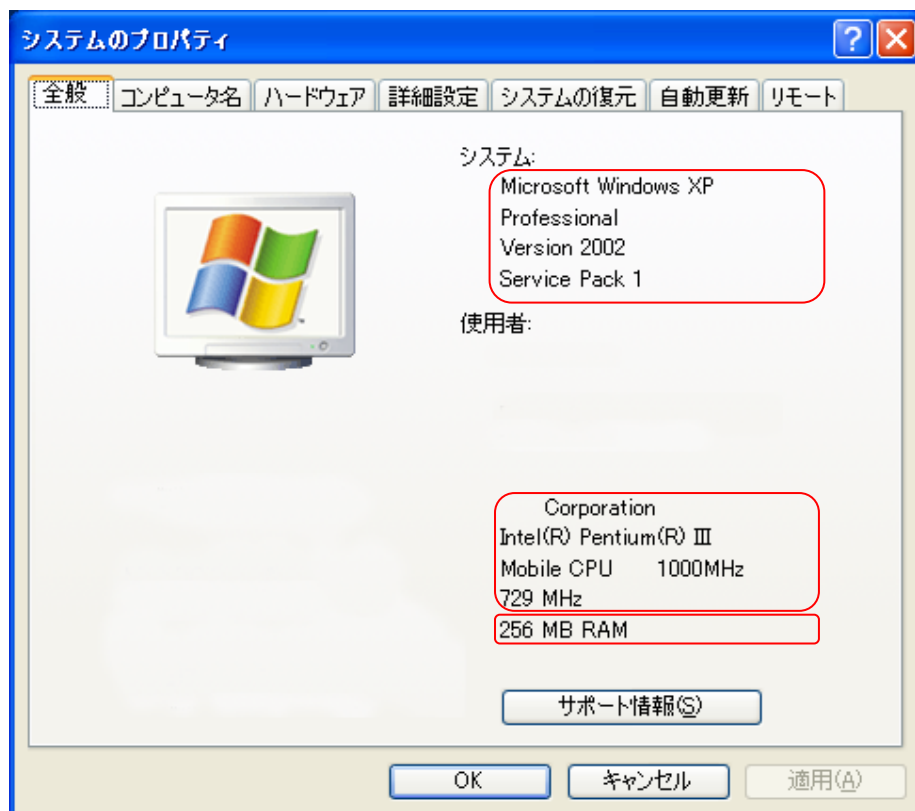 システムのプロパティ
全般 コンピュータ名 ハードウェア 詳細設定 システムの復元 自動更新 リモート
システム:
Microsoft Windows XP
Professional
Version 2002
Service Pack 1
使用者:
Corporation
Intel(R) Pentium(R) III
Mobile CPU 1000MHz
729 MHz
256 MB RAM
サポート情報(S)
OK キャンセル 適用(A)